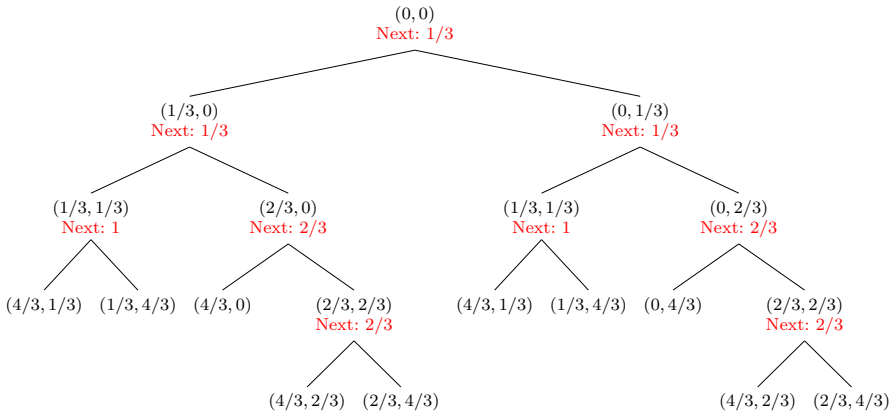 (0, 0)
Next: 1/3
(1/3, 0)
Next: 1/3
(0, 1/3)
Next: 1/3
(1/3, 1/3)
Next: 1
(2/3, 0)
Next: 2/3
(1/3, 1/3)
Next: 1
(0, 2/3)
Next: 2/3
(4/3, 1/3)
(1/3, 4/3)
(4/3, 0)
(2/3, 2/3)
Next: 2/3
(4/3, 1/3)
(1/3, 4/3)
(0, 4/3)
(2/3, 2/3)
Next: 2/3
(4/3, 2/3)
(2/3, 4/3)
(4/3, 2/3)
(2/3, 4/3)